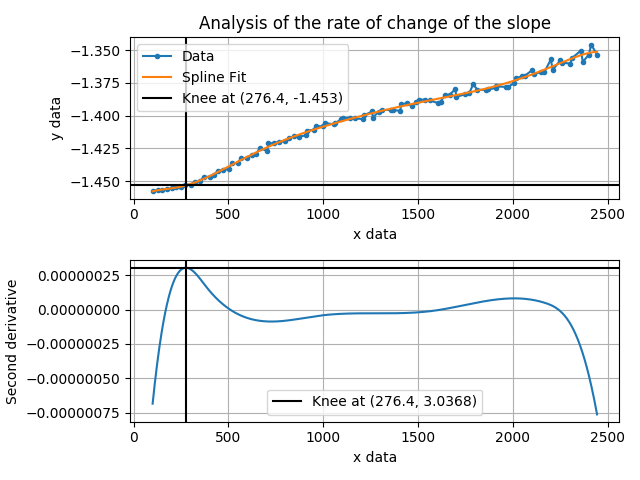 Analysis of the rate of change of the slope
Data
Spline Fit
Knee at (276.4, -1.453)
−1.350
−1.375
−1.400
−1.425
−1.450
y data
0 500 1000 1500 2000 2500
x data
0.00000025
0.00000000
−0.00000025
−0.00000050
−0.00000075
Second derivative
Knee at (276.4, 3.0368)
0 500 1000 1500 2000 2500
x data